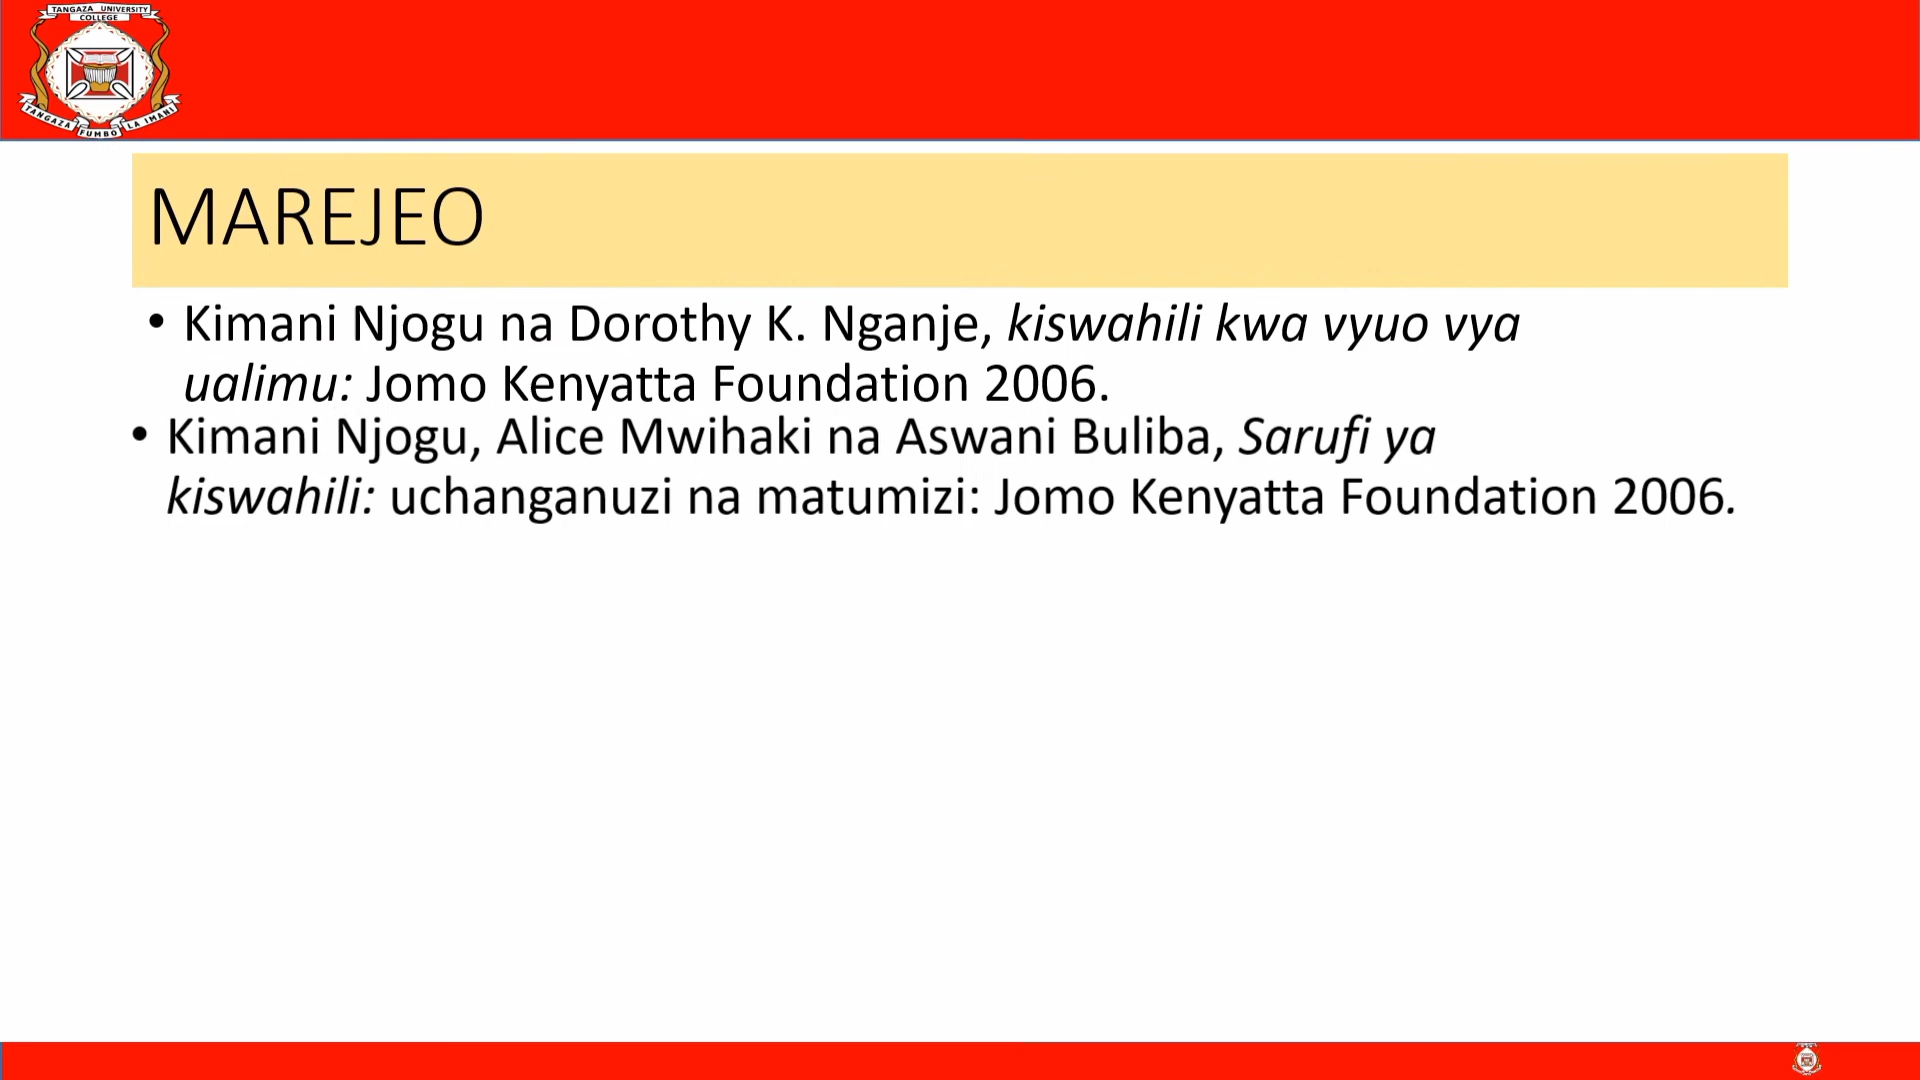 TANGAZA UNIVERSITY
COLLEGE
TANGAZA FUMBO LA IMANI
MAREJEO
• Kimani Njogu na Dorothy K. Nganje, kiswahili kwa vyuo vya
ualimu: Jomo Kenyatta Foundation 2006.
• Kimani Njogu, Alice Mwihaki na Aswani Buliba, Sarufi ya
kiswahili: uchanganuzi na matumizi: Jomo Kenyatta Foundation 2006.